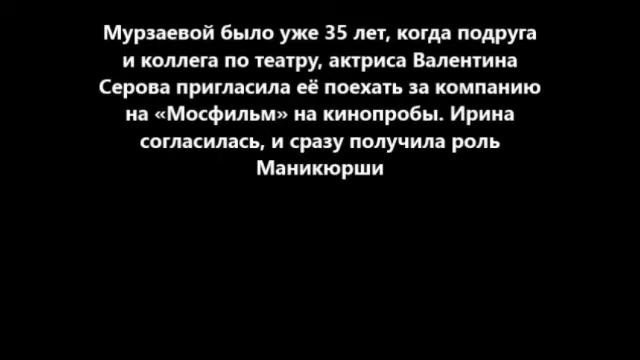 Мурзаевой было уже 35 лет, когда подруга
и коллега по театру, актриса Валентина
Серова пригласила её поехать за компанию
на «Мосфильм» на кинопробы. Ирина
согласилась, и сразу получила роль
Маникюрши